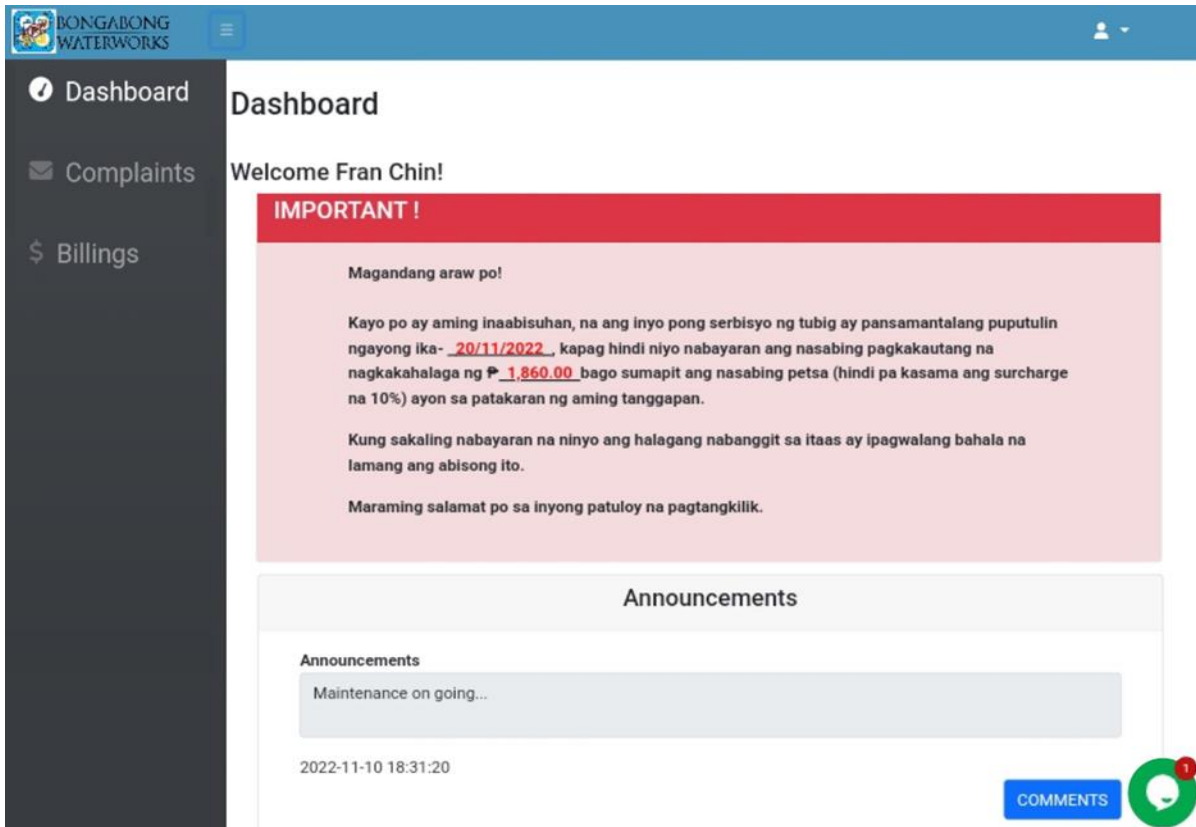 BONGABONG
WATERWORKS
Dashboard
Complaints
$ Billings
Dashboard
Welcome Fran Chin!
IMPORTANT !
Magandang araw po!
Kayo po ay aming inaabisuhan, na ang inyo pong serbisyo ng tubig ay pansamantalang puputulin
ngayong ika- 20/11/2022 , kapag hindi niyo nabayaran ang nasabing pagkakautang na
nagkakahalaga ng ₱ 1,860.00 bago sumapit ang nasabing petsa (hindi pa kasama ang surcharge
na 10%) ayon sa patakaran ng aming tanggapan.
Kung sakaling nabayaran na ninyo ang halagang nabanggit sa itaas ay ipagwalang bahala na
lamang ang abisong ito.
Maraming salamat po sa inyong patuloy na pagtangkilik.
Announcements
Announcements
Maintenance on going...
2022-11-10 18:31:20
COMMENTS
1